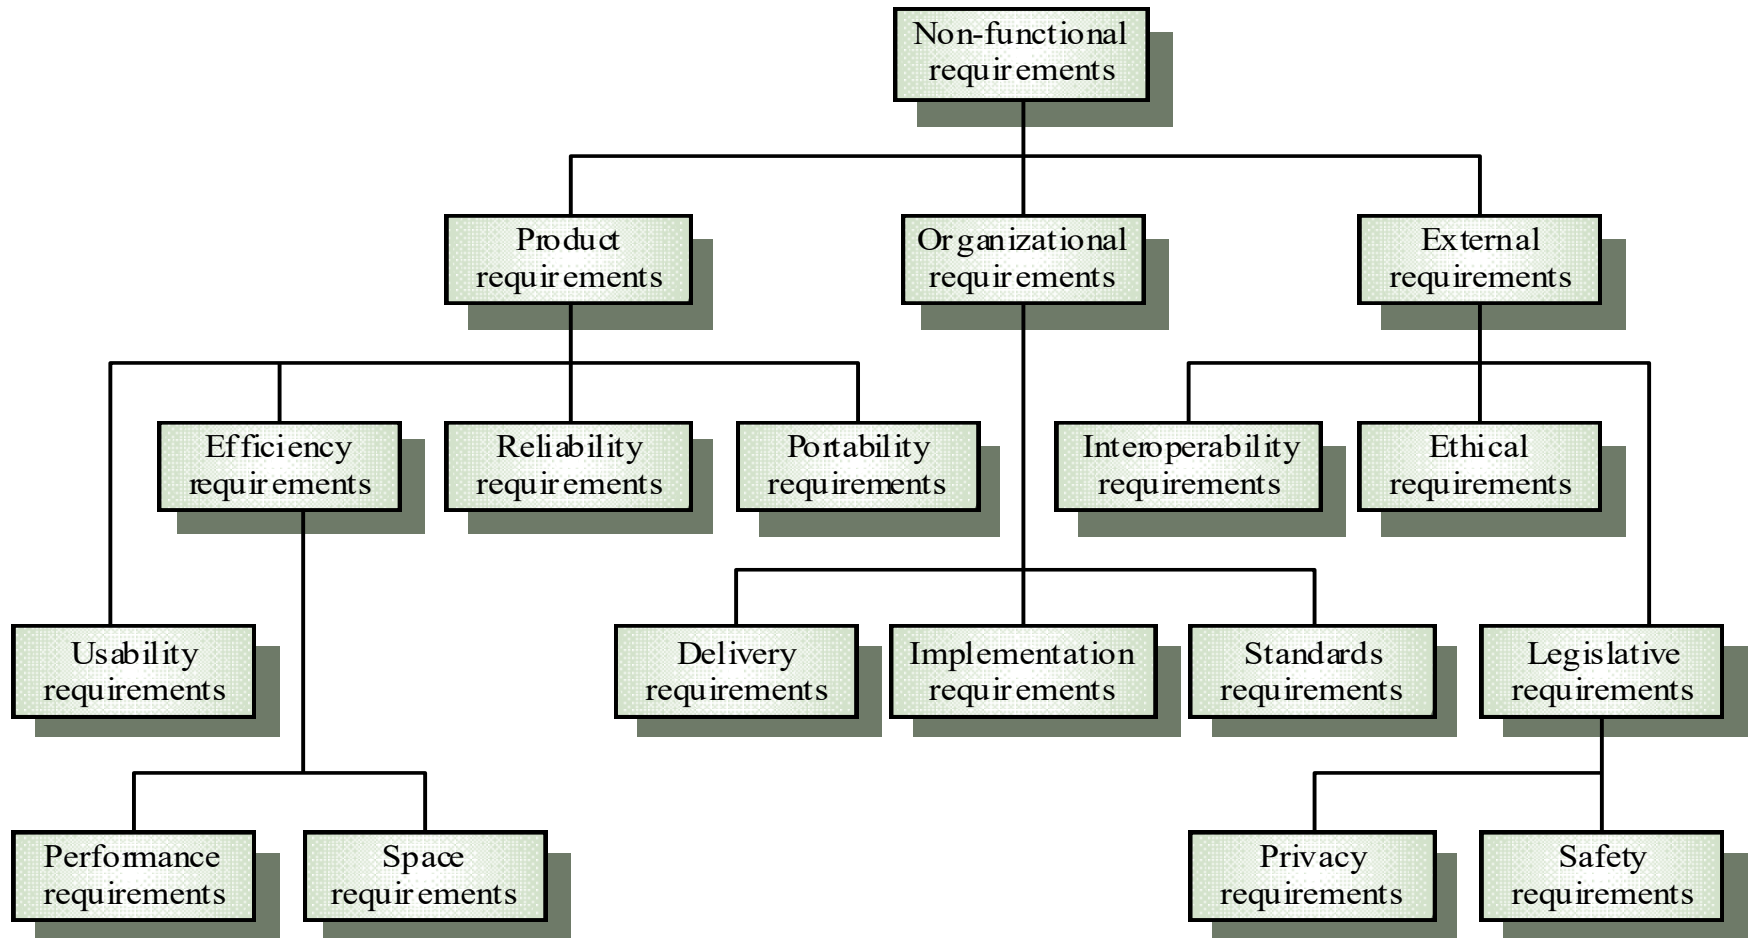 Non-functional
requirements
Product
requirements
Organizational
requirements
External
requirements
Efficiency
requirements
Reliability
requirements
Portability
requirements
Interoperability
requirements
Ethical
requirements
Usability
requirements
Delivery
requirements
Implementation
requirements
Standards
requirements
Legislative
requirements
Performance
requirements
Space
requirements
Privacy
requirements
Safety
requirements